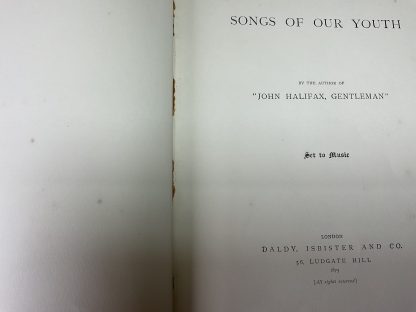 SONGS OF OUR YOUTH
BY THE AUTHOR OF
"JOHN HALIFAX, GENTLEMAN"
Set to Music
LONDON
DALDY, ISBISTER AND CO.
56, LUDGATE HILL
1875
[All rights reserved]